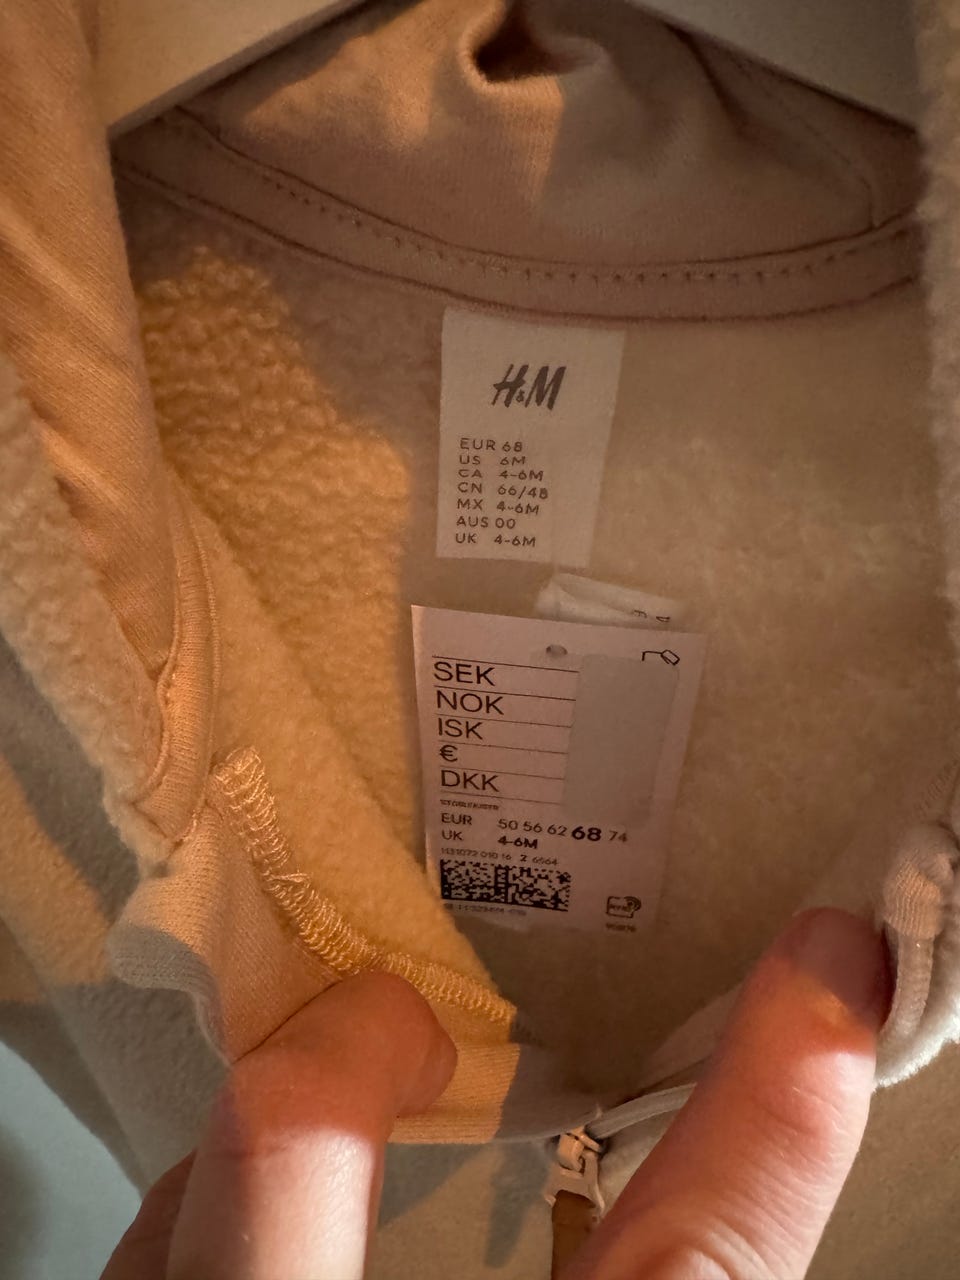 H&M
EUR 68
US 6M
CA 4-6M
CN 66/48
MX 4-6M
AUS 00
UK 4-6M
SEK
NOK
ISK
€
DKK
EUR 50 56 62 68 74
UK 4-6M